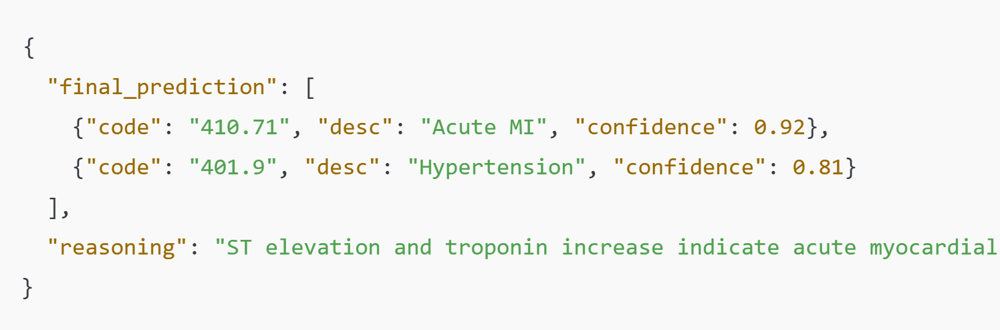 {
  "final_prediction": [
    {"code": "410.71", "desc": "Acute MI", "confidence": 0.92},
    {"code": "401.9", "desc": "Hypertension", "confidence": 0.81}
  ],
  "reasoning": "ST elevation and troponin increase indicate acute myocardial
}